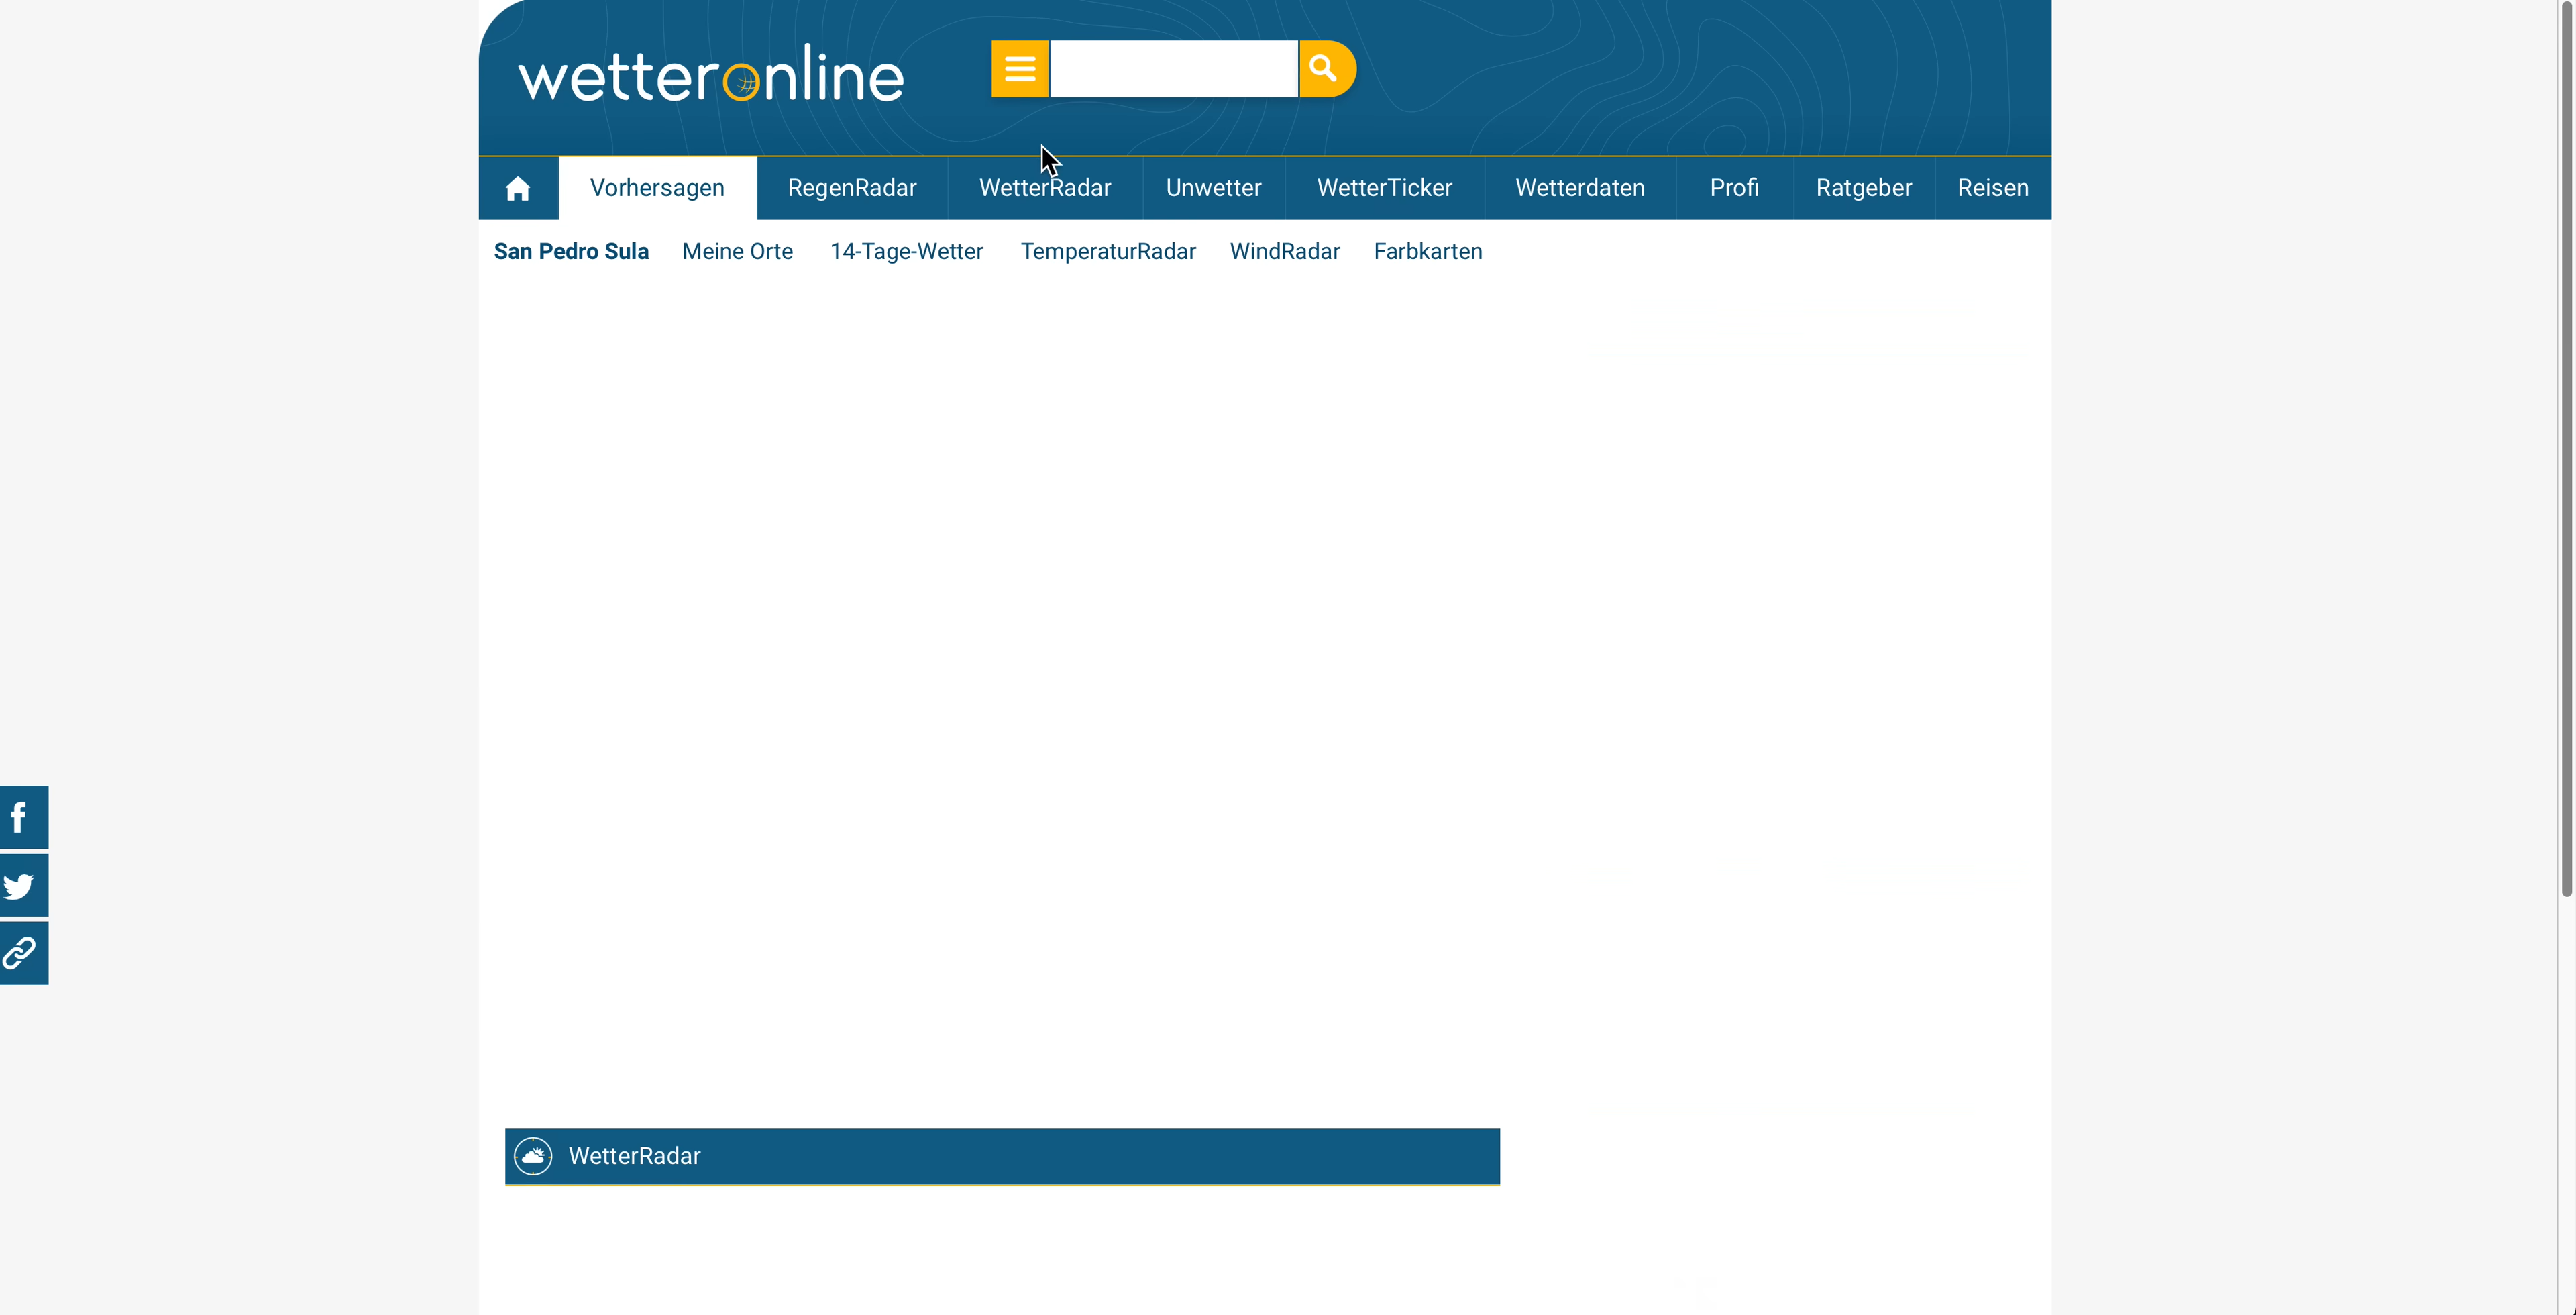 wetteronline
Vorhersagen RegenRadar WetterRadar Unwetter WetterTicker Wetterdaten Profi Ratgeber Reisen
San Pedro Sula Meine Orte 14-Tage-Wetter TemperaturRadar WindRadar Farbkarten
WetterRadar